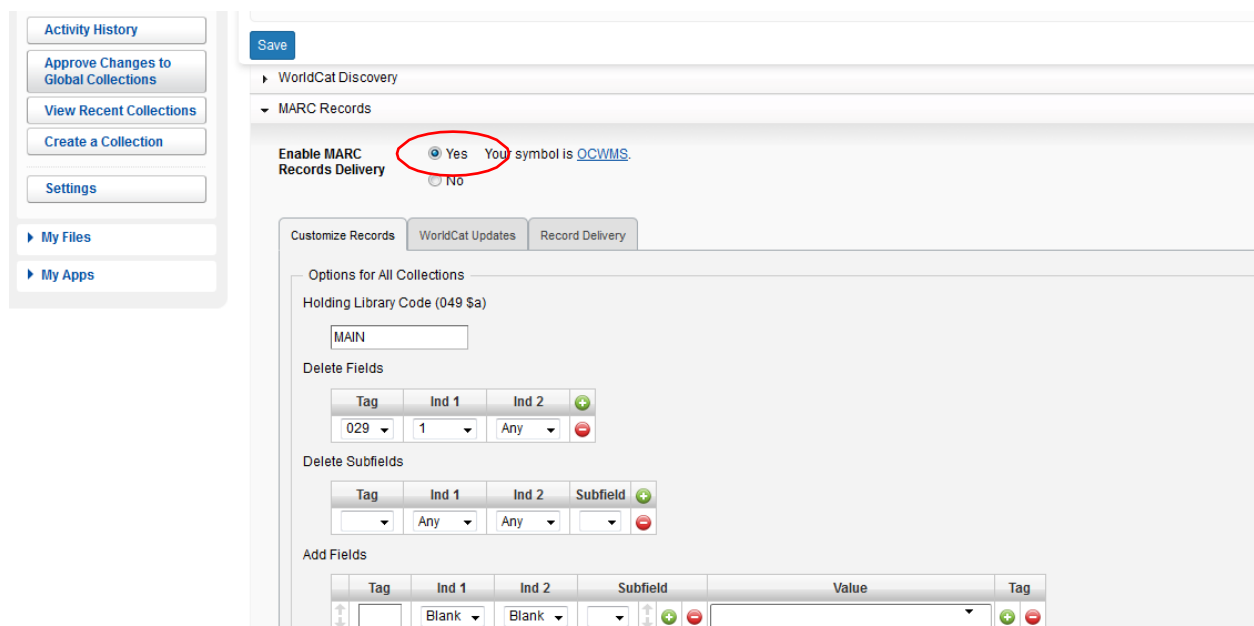 Activity History
Approve Changes to
Global Collections
View Recent Collections
Create a Collection
Settings
My Files
My Apps
Save
WorldCat Discovery
MARC Records
Enable MARC
Records Delivery
Yes Your symbol is OCWMS.
No
Customize Records WorldCat Updates Record Delivery
Options for All Collections
Holding Library Code (049 $a)
MAIN
Delete Fields
Tag Ind 1 Ind 2
029 1 Any
Delete Subfields
Tag Ind 1 Ind 2 Subfield
Any Any
Add Fields
Tag Ind 1 Ind 2 Subfield Value Tag
Blank Blank